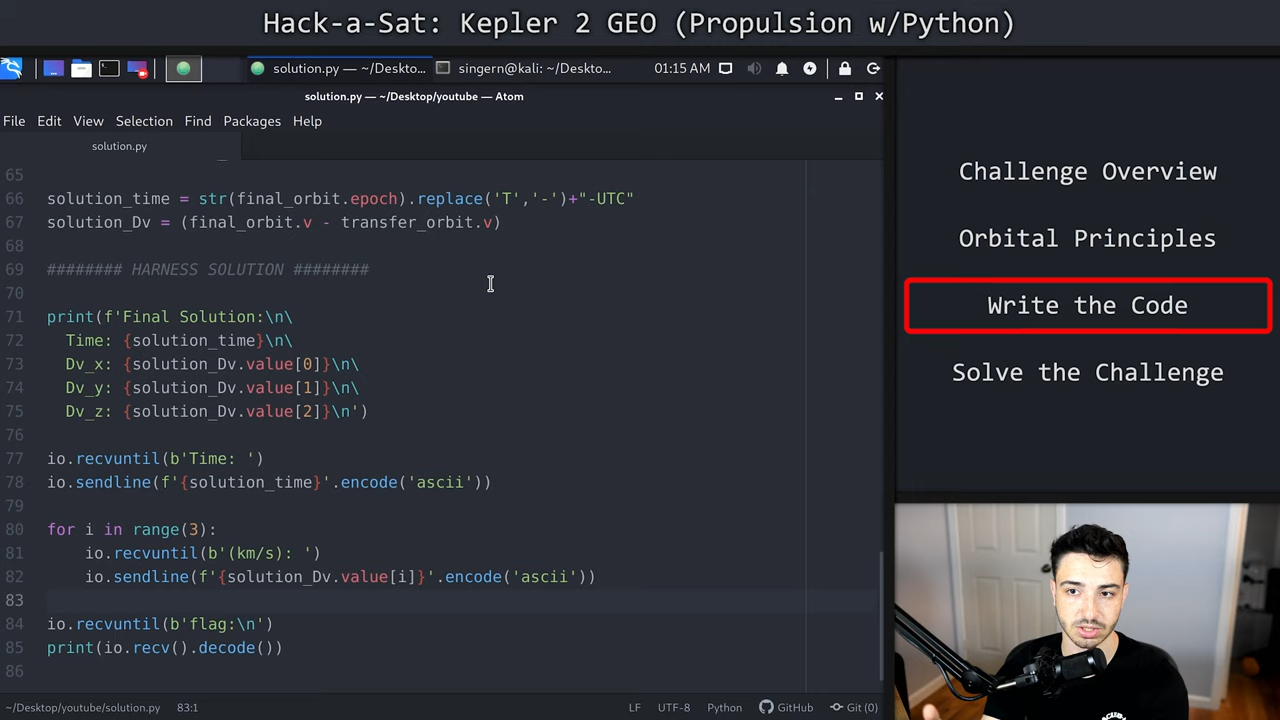 Hack-a-Sat: Kepler 2 GEO (Propulsion w/Python)
solution.py — ~/Deskto...
singern@kali: ~/Deskto...
01:15 AM
solution.py — ~/Desktop/youtube — Atom
File Edit View Selection Find Packages Help
solution.py
65
66 solution_time = str(final_orbit.epoch).replace('T','-')+"-UTC"
67 solution_Dv = (final_orbit.v - transfer_orbit.v)
68
69 ######## HARNESS SOLUTION ########
70
71 print(f'Final Solution:\n\
72   Time: {solution_time}\n\
73   Dv_x: {solution_Dv.value[0]}\n\
74   Dv_y: {solution_Dv.value[1]}\n\
75   Dv_z: {solution_Dv.value[2]}\n')
76
77 io.recvuntil(b'Time: ')
78 io.sendline(f'{solution_time}'.encode('ascii'))
79
80 for i in range(3):
81     io.recvuntil(b'(km/s): ')
82     io.sendline(f'{solution_Dv.value[i]}'.encode('ascii'))
83
84 io.recvuntil(b'flag:\n')
85 print(io.recv().decode())
86
~/Desktop/youtube/solution.py 83:1 LF UTF-8 Python GitHub Git (0)
Challenge Overview
Orbital Principles
Write the Code
Solve the Challenge